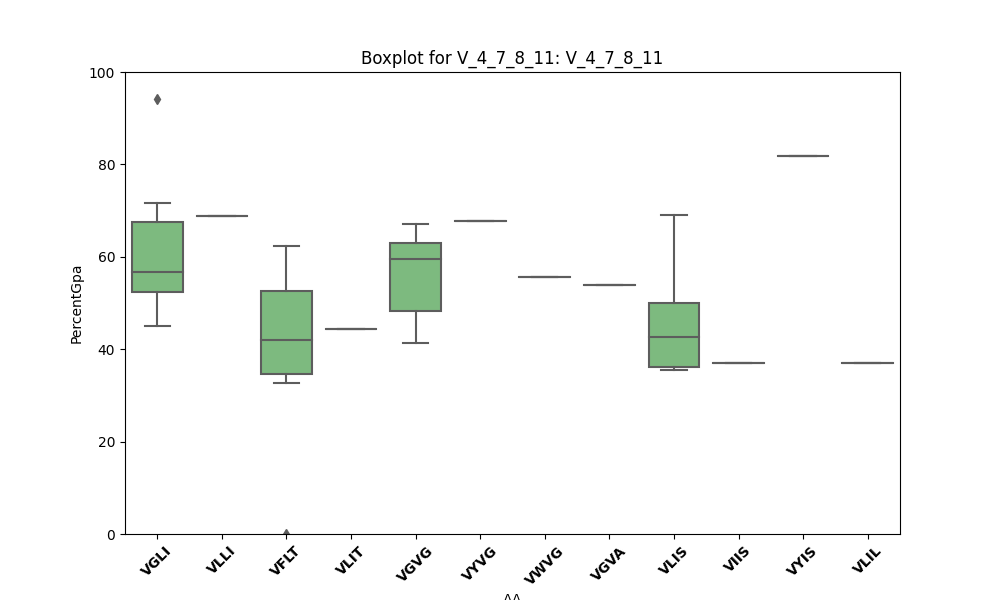 Boxplot for V_4_7_8_11: V_4_7_8_11
PercentGpa
100
80
60
40
20
0
VGLI
VLLI
VFLT
VLIT
VGVG
VYVG
VWVG
VGVA
VLIS
VIIS
VYIS
VLIL